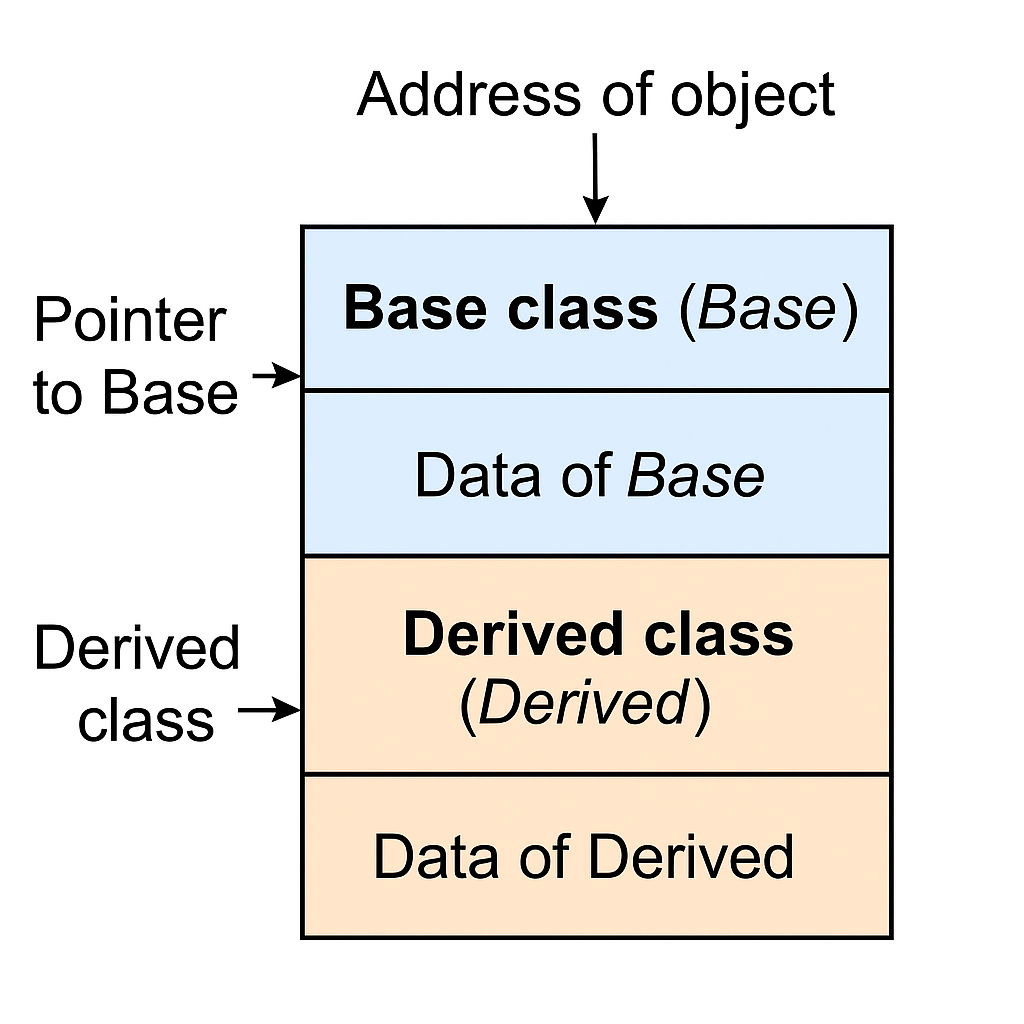 Address of object
Pointer
to Base
Base class (Base)
Data of Base
Derived
class
Derived class
(Derived)
Data of Derived